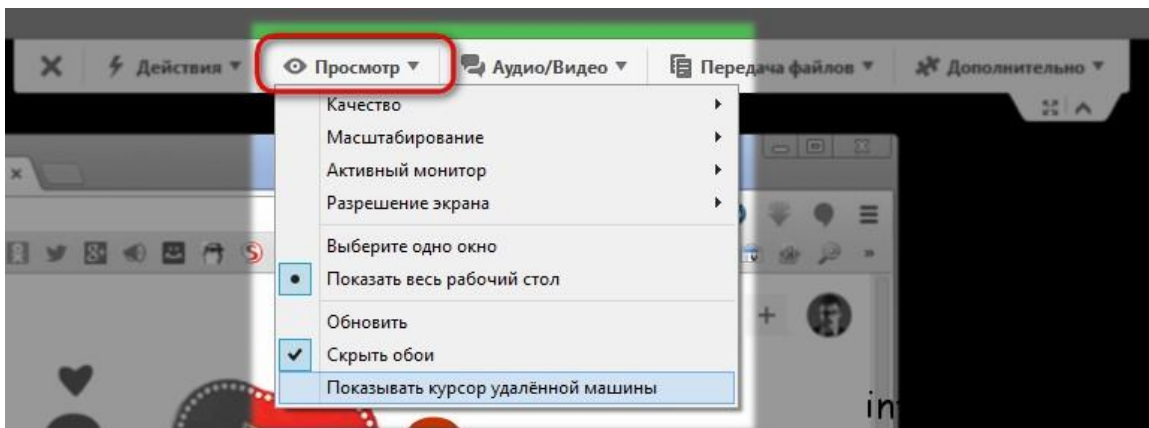 Действия
Просмотр
Аудио/Видео
Передача файлов
Дополнительно
Качество
Масштабирование
Активный монитор
Разрешение экрана
Выберите одно окно
Показать весь рабочий стол
Обновить
Скрыть обои
Показывать курсор удалённой машины
in